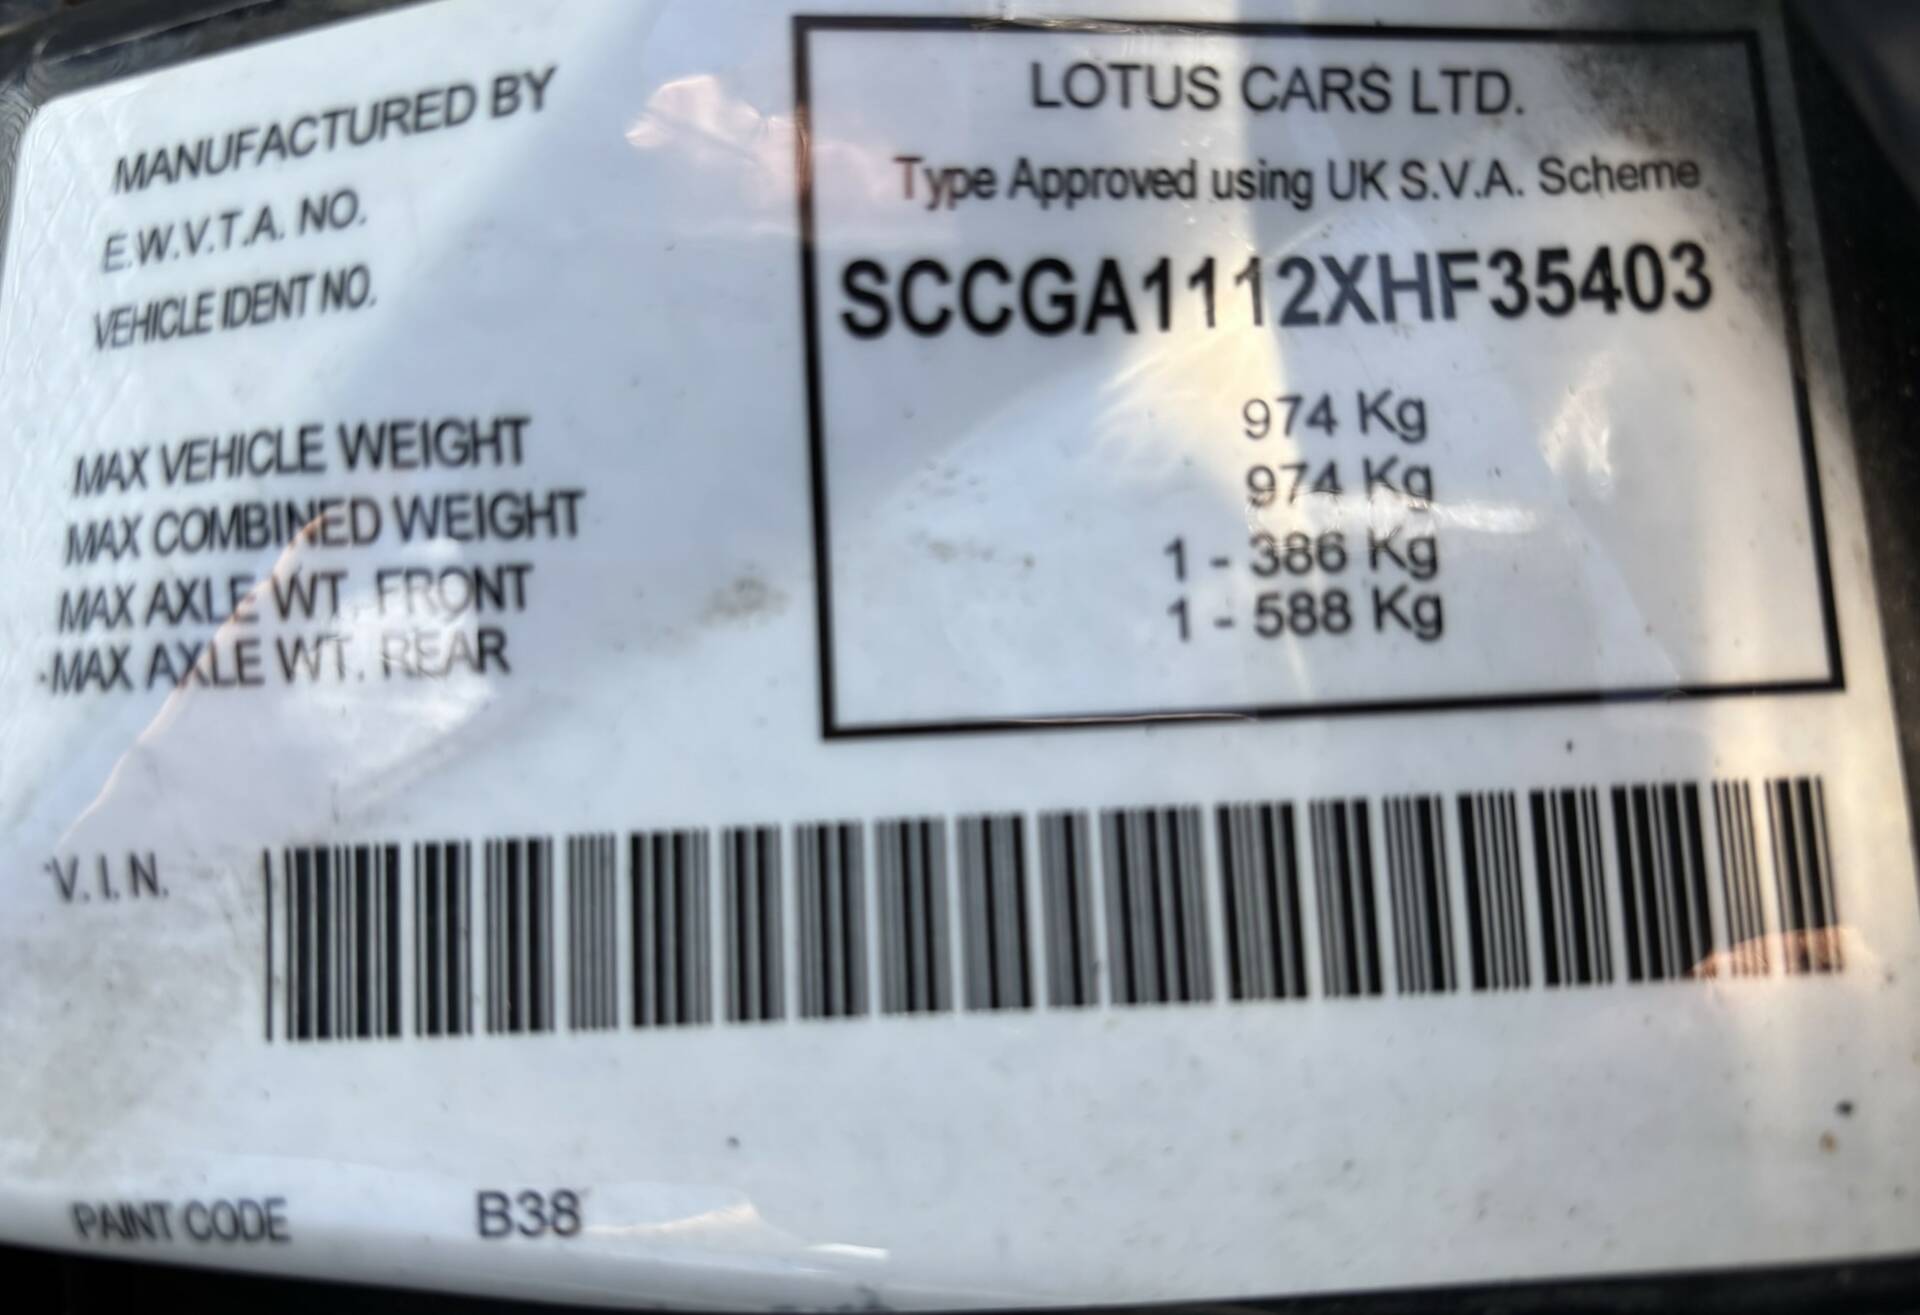 MANUFACTURED BY LOTUS CARS LTD.
E.W.V.T.A. NO. Type Approved using UK S.V.A. Scheme
VEHICLE IDENT NO. SCCGA1112XHF35403
MAX VEHICLE WEIGHT 974 Kg
MAX COMBINED WEIGHT 974 Kg
MAX AXLE WT. FRONT 1 - 386 Kg
MAX AXLE WT. REAR 1 - 588 Kg
V.I.N.
PAINT CODE B38